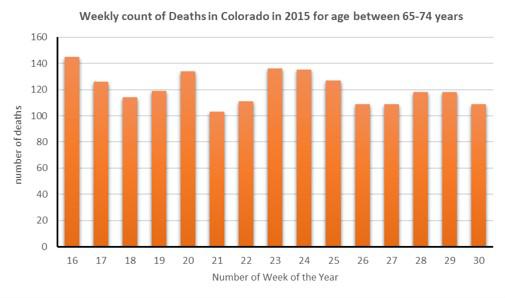 Weekly count of Deaths in Colorado in 2015 for age between 65-74 years
160
140
120
100
80
60
40
20
0
number of deaths
16 17 18 19 20 21 22 23 24 25 26 27 28 29 30
Number of Week of the Year